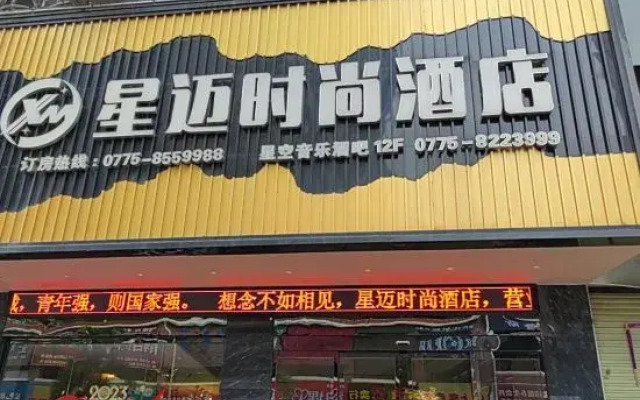 XM 星迈时尚酒店
订房热线：0775-8559988 星空音乐酒吧 12F 0775-8223999
，青年强，则国家强。 想念不如相见，星迈时尚酒店，营
2023